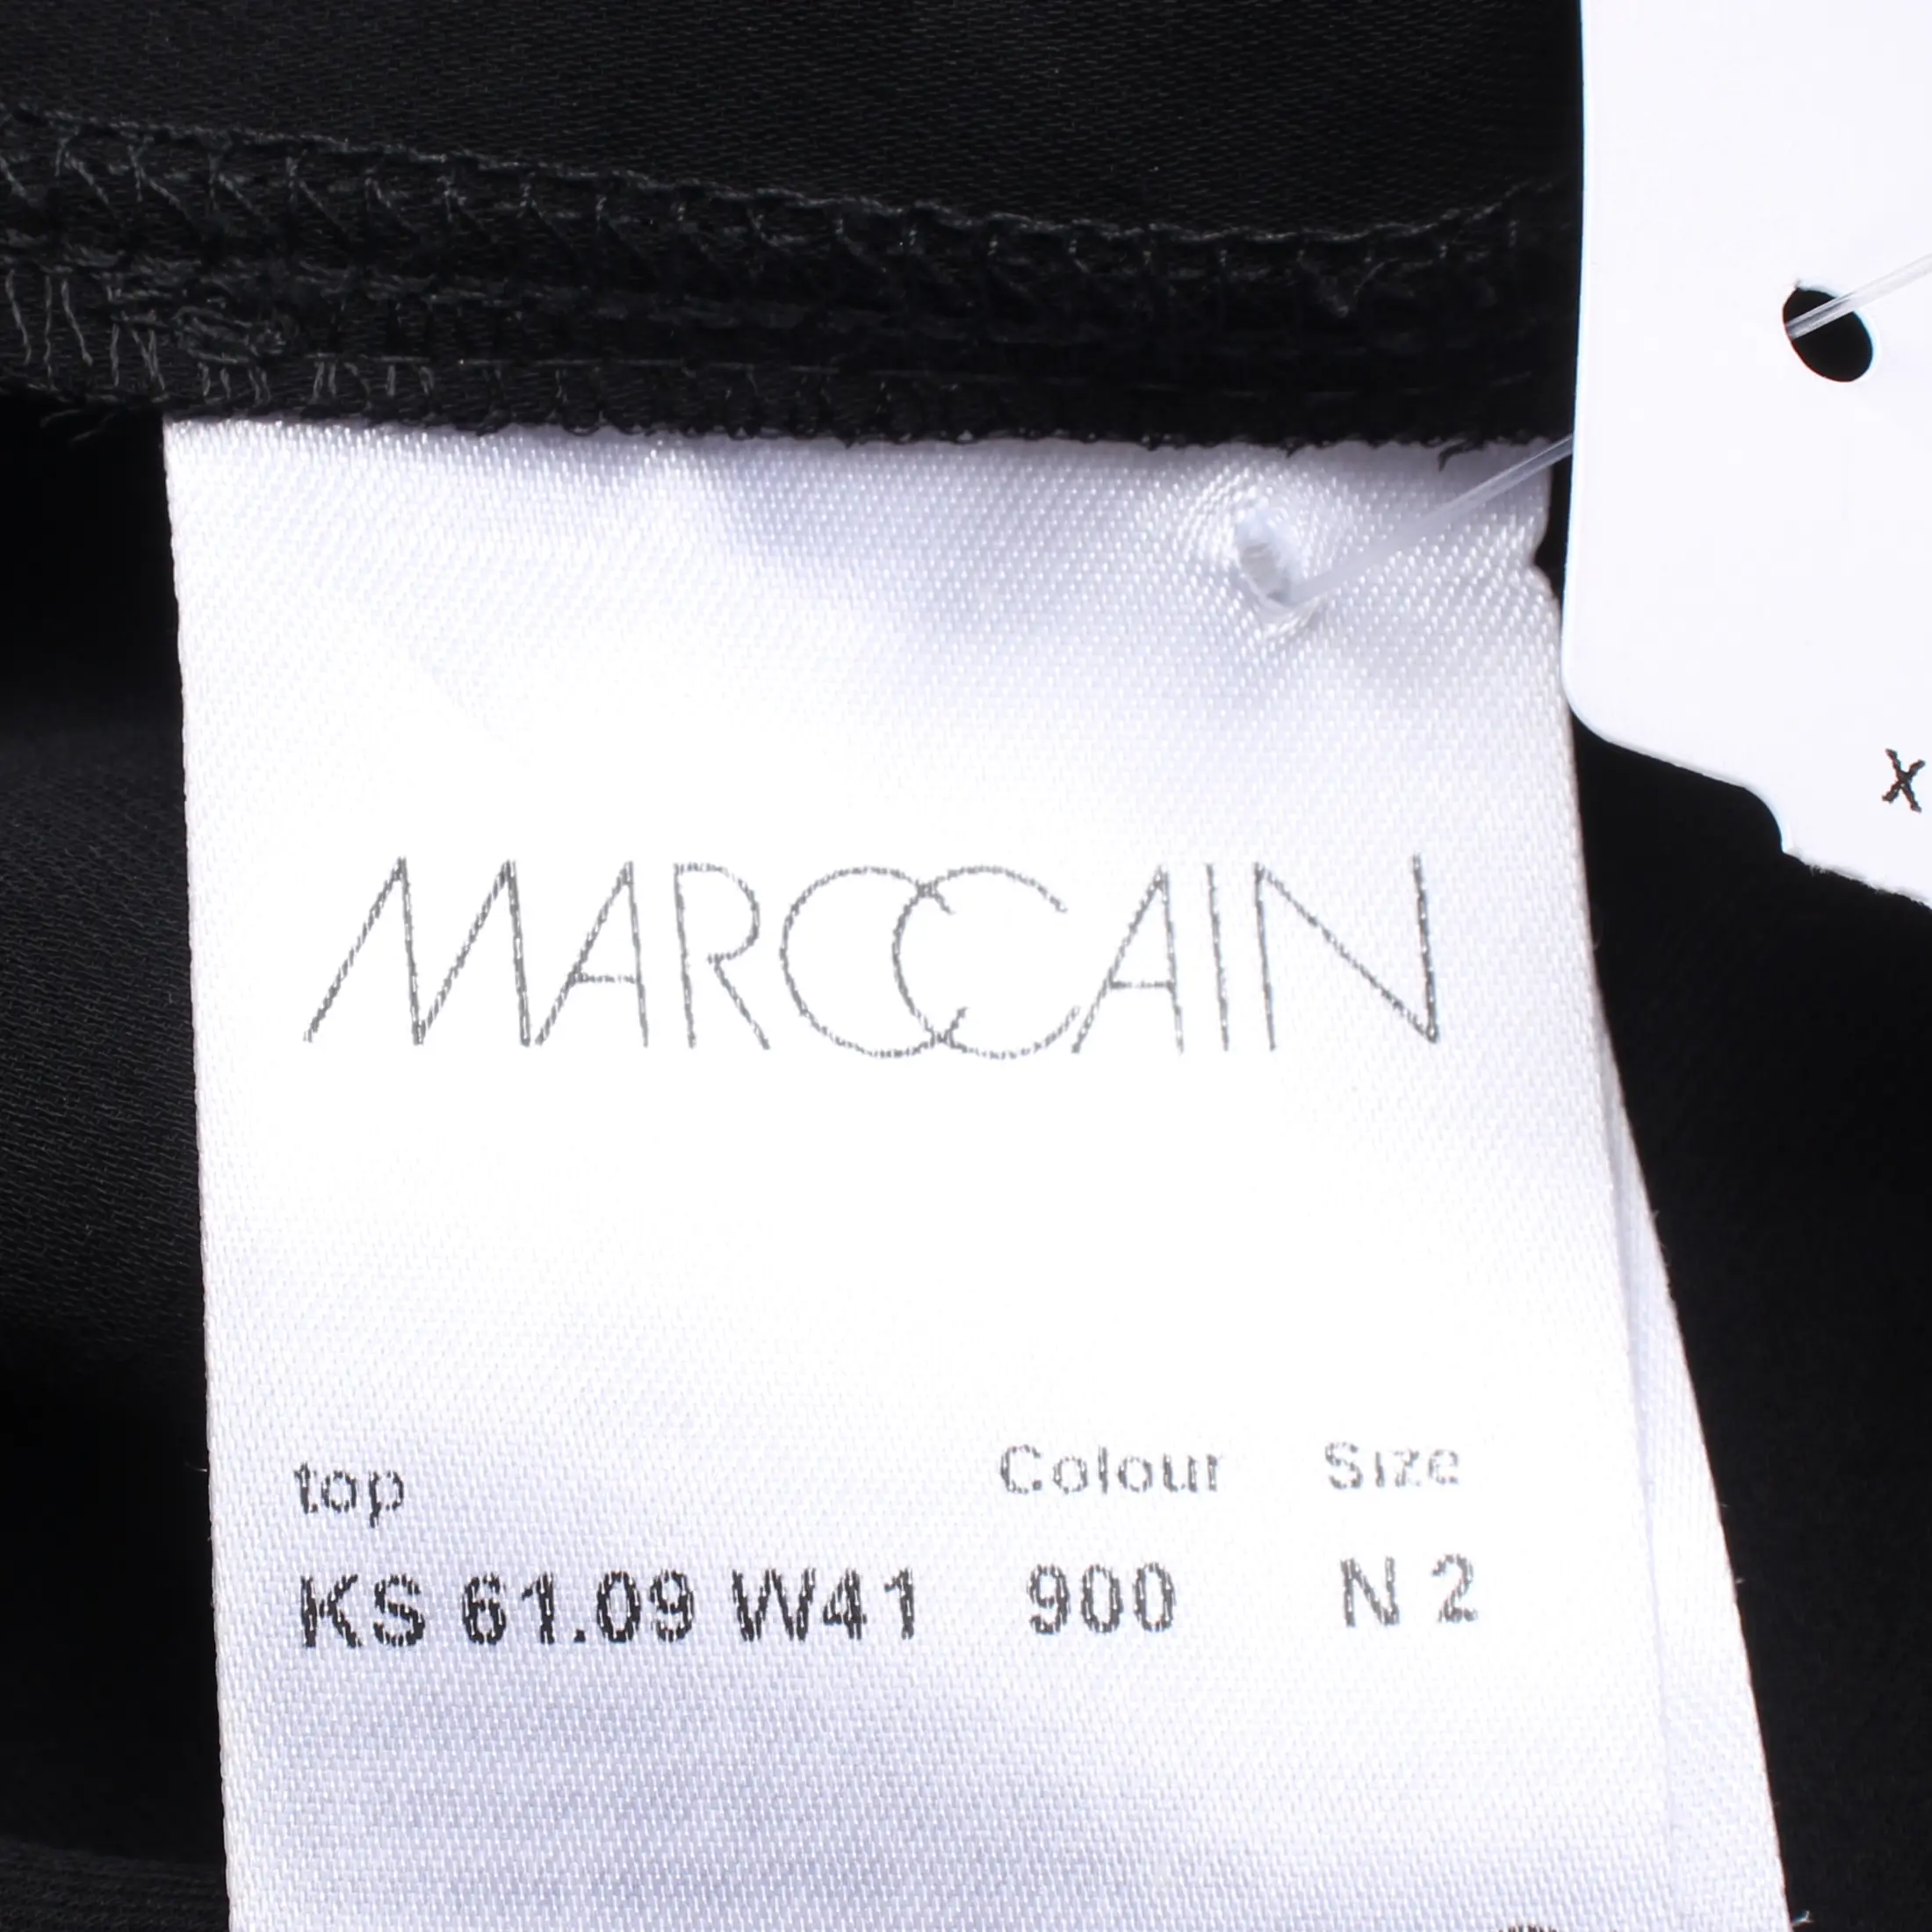 MARCCAIN
top Colour Size
KS 61.09 W41 900 N 2
x